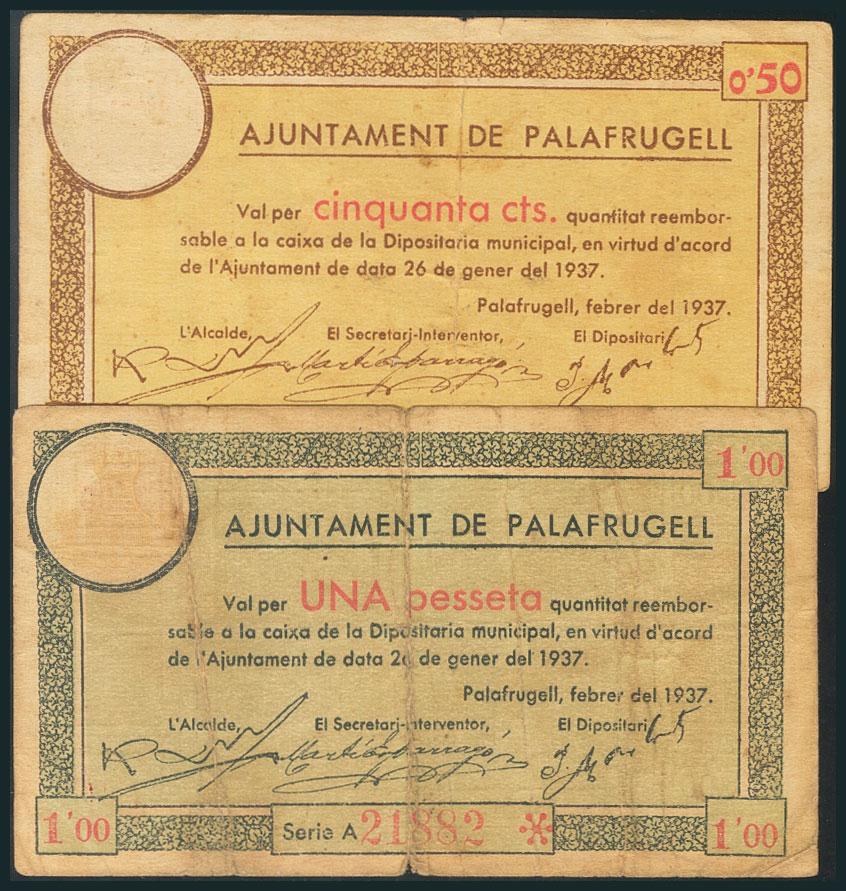 0'50
AJUNTAMENT DE PALAFRUGELL
Val per cinquanta cts. quantitat reembor-
sable a la caixa de la Dipositaria municipal, en virtud d'acord
de l'Ajuntament de data 26 de gener del 1937.
Palafrugell, febrer del 1937.
L'Alcalde, El Secretari-Interventor, El Dipositari
1'00
AJUNTAMENT DE PALAFRUGELL
Val per UNA pesseta quantitat reembor-
sable a la caixa de la Dipositaria municipal, en virtud d'acord
de l'Ajuntament de data 26 de gener del 1937.
Palafrugell, febrer del 1937.
L'Alcalde, El Secretari-Interventor, El Dipositari
1'00 Serie A 21882 1'00